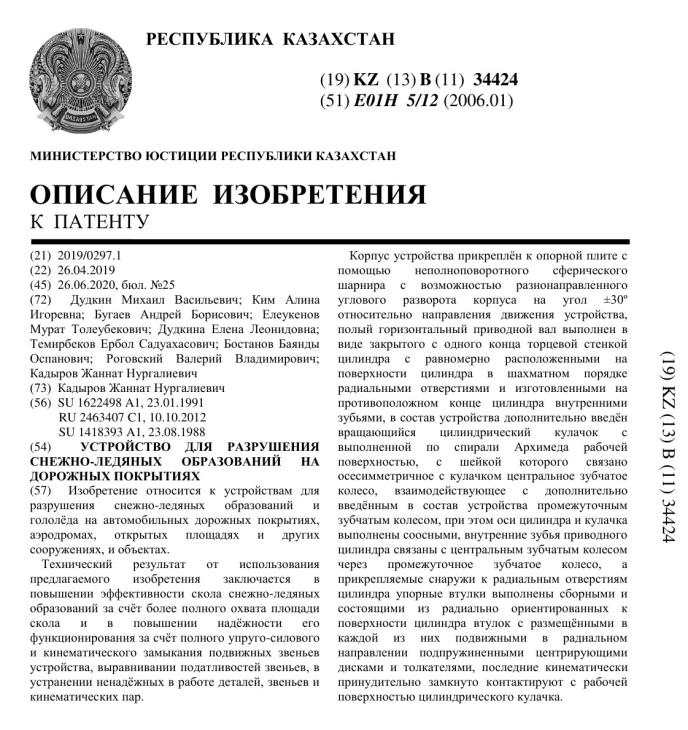 РЕСПУБЛИКА КАЗАХСТАН
(19) KZ (13) B (11) 34424
(51) E01H 5/12 (2006.01)
ҚАЗАҚСТАН
МИНИСТЕРСТВО ЮСТИЦИИ РЕСПУБЛИКИ КАЗАХСТАН
ОПИСАНИЕ ИЗОБРЕТЕНИЯ
К ПАТЕНТУ
(21) 2019/0297.1
(22) 26.04.2019
(45) 26.06.2020, бюл. №25
(72) Дудкин Михаил Васильевич; Ким Алина
Игоревна; Бугаев Андрей Борисович; Елеукенов
Мурат Толеубекович; Дудкина Елена Леонидовна;
Темирбеков Ербол Садуахасович; Бостанов Баянды
Оспанович; Роговский Валерий Владимирович;
Кадыров Жаннат Нургалиевич
(73) Кадыров Жаннат Нургалиевич
(56) SU 1622498 A1, 23.01.1991
RU 2463407 C1, 10.10.2012
SU 1418393 A1, 23.08.1988
(54) УСТРОЙСТВО ДЛЯ РАЗРУШЕНИЯ
СНЕЖНО-ЛЕДЯНЫХ ОБРАЗОВАНИЙ НА
ДОРОЖНЫХ ПОКРЫТИЯХ
(57) Изобретение относится к устройствам для
разрушения снежно-ледяных образований и
гололёда на автомобильных дорожных покрытиях,
аэродромах, открытых площадях и других
сооружениях, и объектах.
Технический результат от использования
предлагаемого изобретения заключается в
повышении эффективности скола снежно-ледяных
образований за счёт более полного охвата площади
скола и в повышении надёжности его
функционирования за счёт полного упруго-силового
и кинематического замыкания подвижных звеньев
устройства, выравнивании податливостей звеньев, в
устранении ненадёжных в работе деталей, звеньев и
кинематических пар.
Корпус устройства прикреплён к опорной плите с
помощью неполноповоротного сферического
шарнира с возможностью разнонаправленного
углового разворота корпуса на угол ±30º
относительно направления движения устройства,
полый горизонтальный приводной вал выполнен в
виде закрытого с одного конца торцевой стенкой
цилиндра с равномерно расположенными на
поверхности цилиндра в шахматном порядке
радиальными отверстиями и изготовленными на
противоположном конце цилиндра внутренними
зубьями, в состав устройства дополнительно введён
вращающийся цилиндрический кулачок с
выполненной по спирали Архимеда рабочей
поверхностью, с шейкой которого связано
осесимметричное с кулачком центральное зубчатое
колесо, взаимодействующее с дополнительно
введённым в состав устройства промежуточным
зубчатым колесом, при этом оси цилиндра и кулачка
выполнены соосными, внутренние зубья приводного
цилиндра связаны с центральным зубчатым колесом
через промежуточное зубчатое колесо, а
прикрепляемые снаружи к радиальным отверстиям
цилиндра упорные втулки выполнены сборными и
состоящими из радиально ориентированных к
поверхности цилиндра втулок с размещёнными в
каждой из них подвижными в радиальном
направлении подпружиненными центрирующими
дисками и толкателями, последние кинематически
принудительно замкнуто контактируют с рабочей
поверхностью цилиндрического кулачка.
(19) KZ (13) B (11) 34424